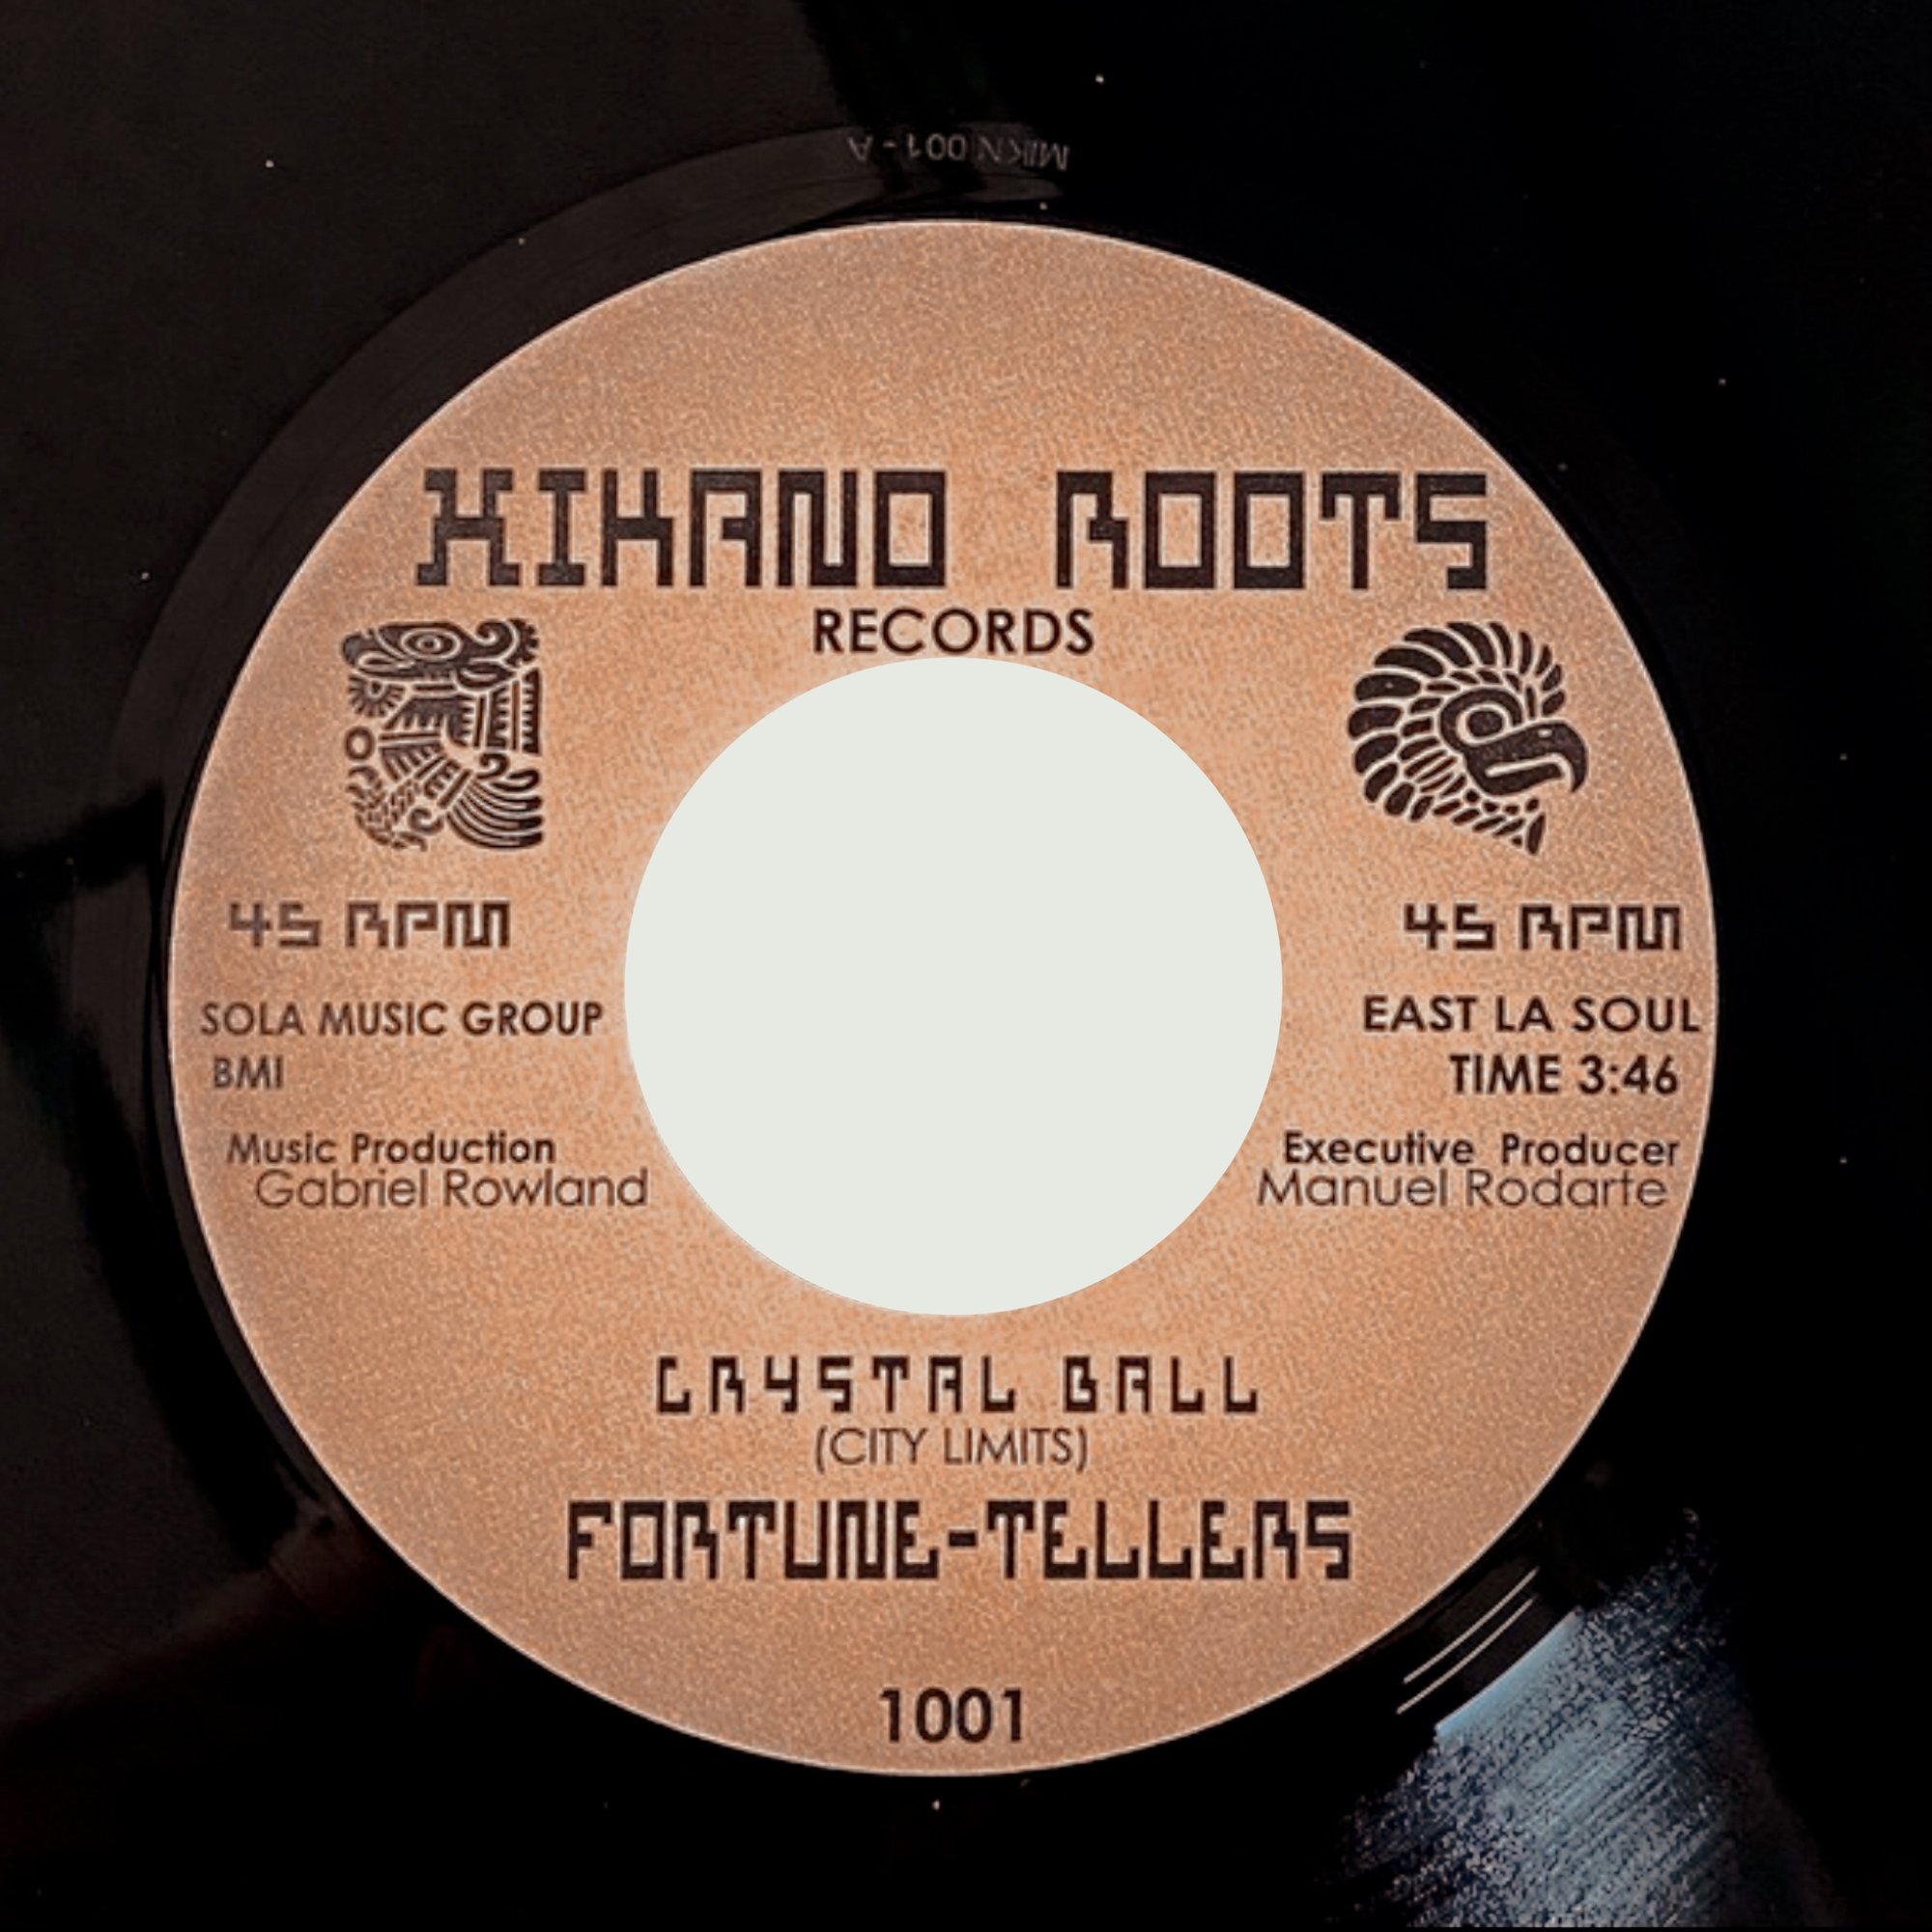 MIKN 001 - A
XIKANO ROOTS
RECORDS
45 RPM
45 RPM
SOLA MUSIC GROUP
BMI
EAST LA SOUL
TIME 3:46
Music Production
Gabriel Rowland
Executive Producer
Manuel Rodarte
CRYSTAL BALL
(CITY LIMITS)
FORTUNE-TELLERS
1001